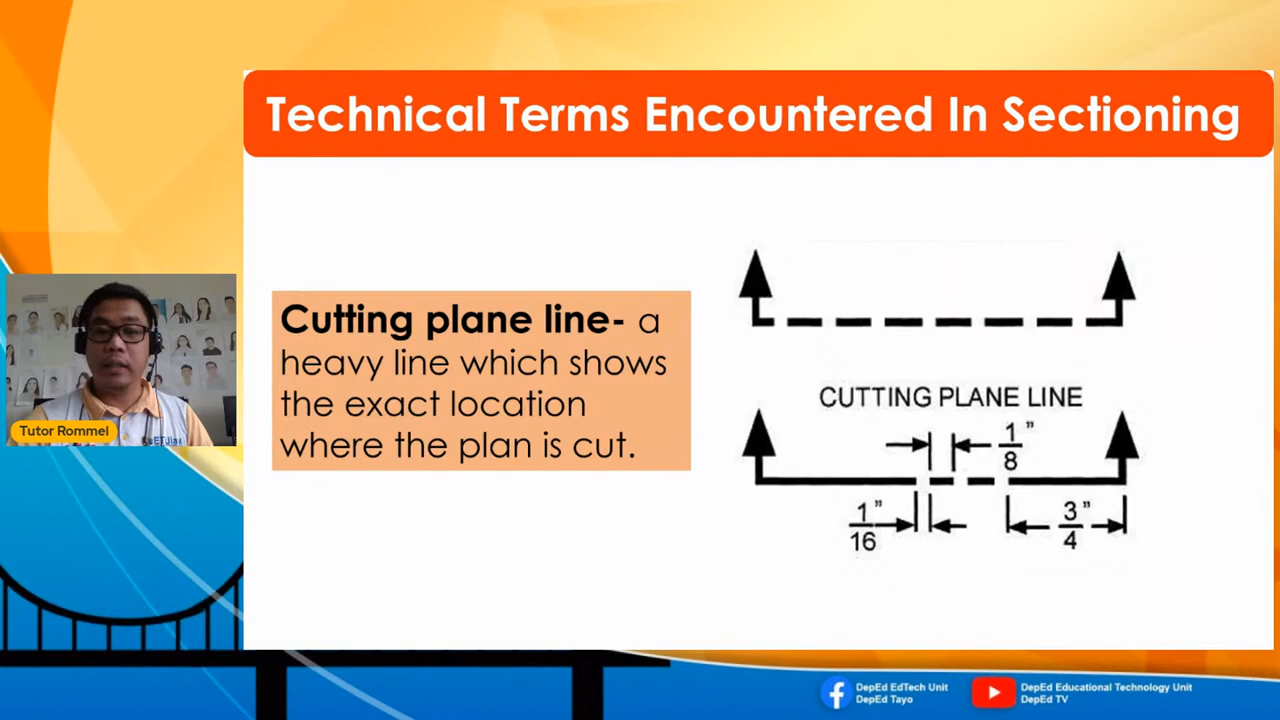 Technical Terms Encountered In Sectioning
Cutting plane line- a
heavy line which shows
the exact location
where the plan is cut.
CUTTING PLANE LINE
1"
8
1"
16
3"
4
Tutor Rommel
DepEd EdTech Unit
DepEd Tayo
DepEd Educational Technology Unit
DepEd TV